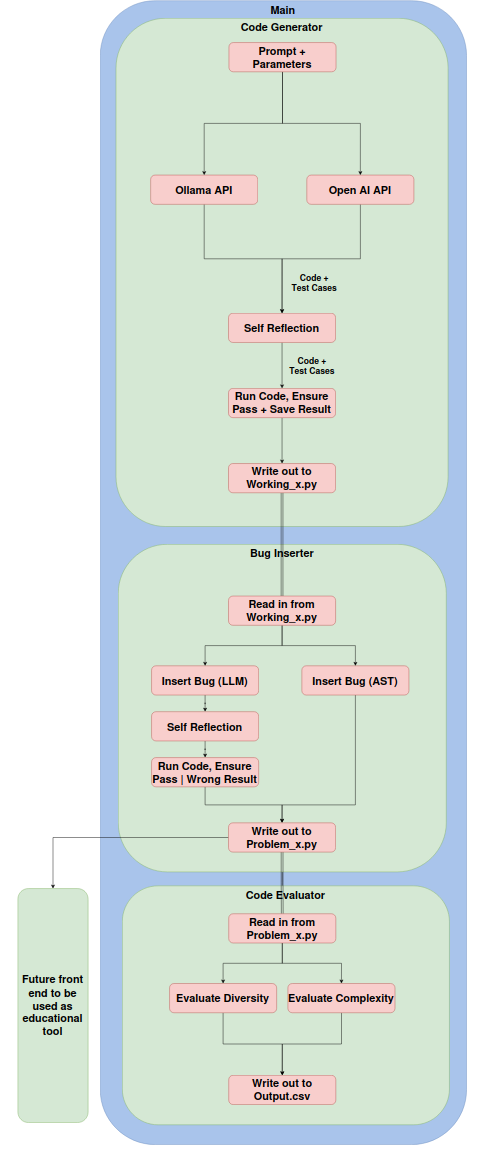 Main
Code Generator
Prompt +
Parameters
Ollama API
Open AI API
Code +
Test Cases
Self Reflection
Code +
Test Cases
Run Code, Ensure
Pass + Save Result
Write out to
Working_x.py
Bug Inserter
Read in from
Working_x.py
Insert Bug (LLM)
Insert Bug (AST)
Self Reflection
Run Code, Ensure
Pass | Wrong Result
Write out to
Problem_x.py
Code Evaluator
Read in from
Problem_x.py
Future front
end to be
used as
educational
tool
Evaluate Diversity
Evaluate Complexity
Write out to
Output.csv